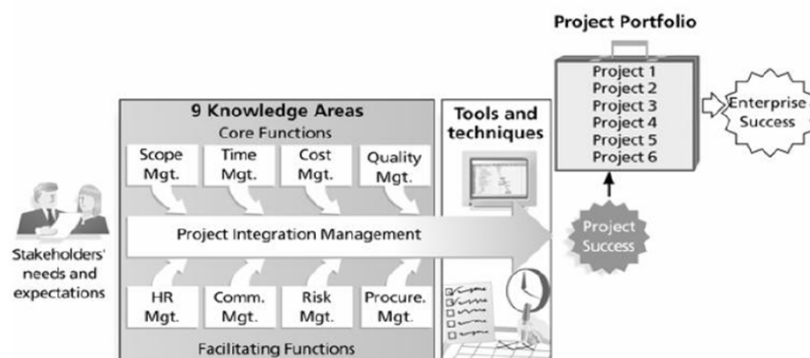 Project Portfolio
Project 1
Project 2
Project 3
Project 4
Project 5
Project 6
Enterprise
Success
9 Knowledge Areas
Core Functions
Tools and
techniques
Scope
Mgt.
Time
Mgt.
Cost
Mgt.
Quality
Mgt.
Project Integration Management
Project
Success
Stakeholders'
needs and
expectations
HR
Mgt.
Comm.
Mgt.
Risk
Mgt.
Procure.
Mgt.
Facilitating Functions